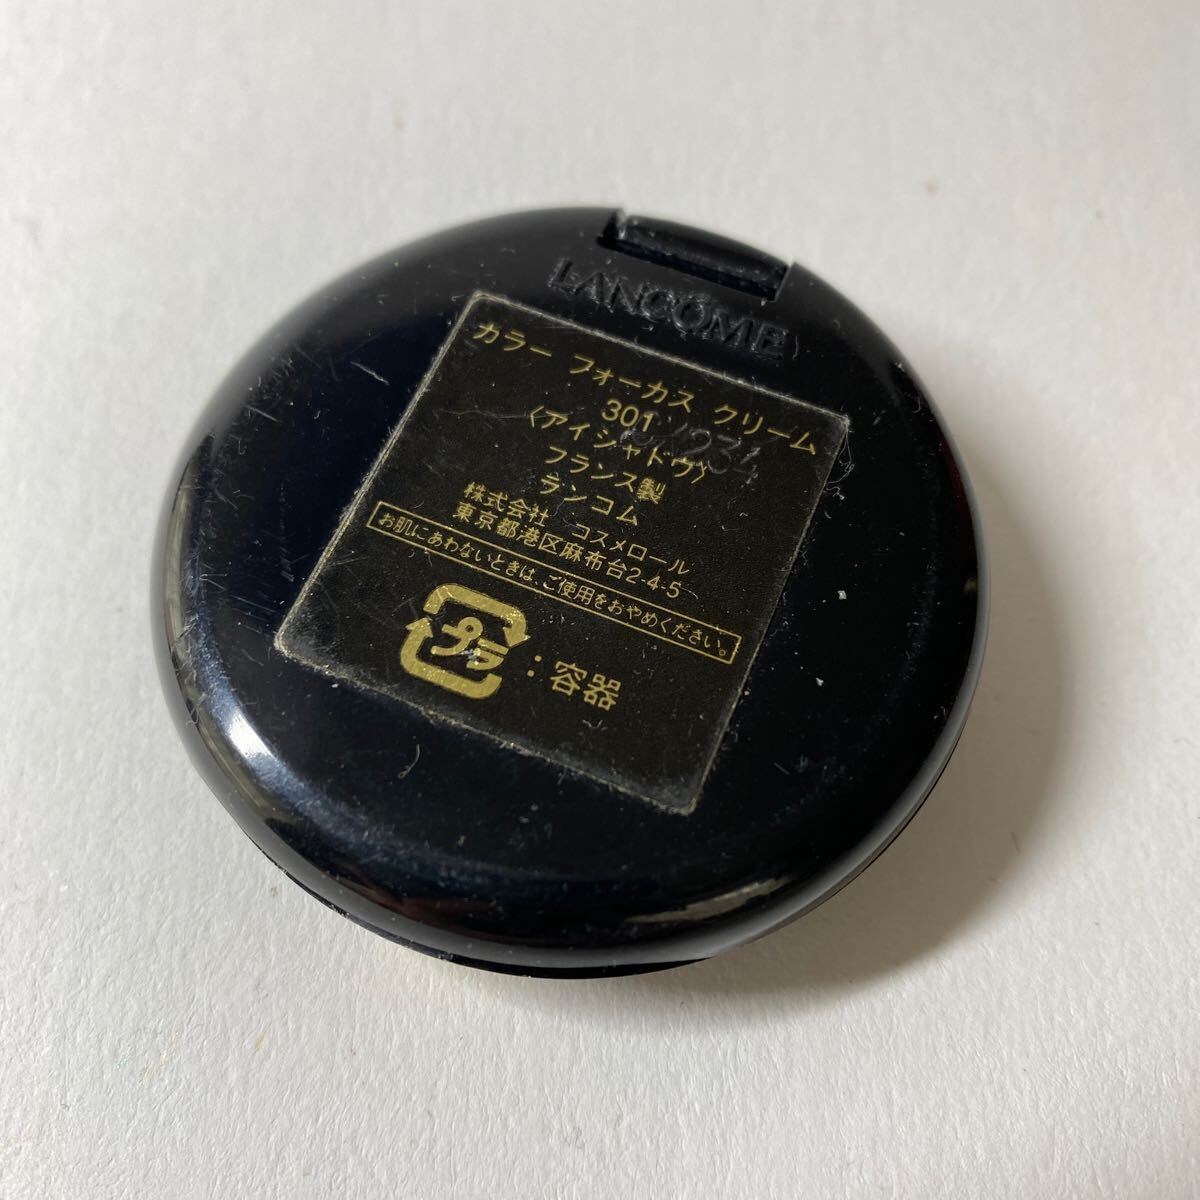 LANCÔME
カラー フォーカス クリーム
301
〈アイシャドウ〉
フランス製
ランコム
株式会社 コスメロール
東京都港区麻布台2-4-5
お肌にあわないときは、ご使用をおやめください。
プラ :容器